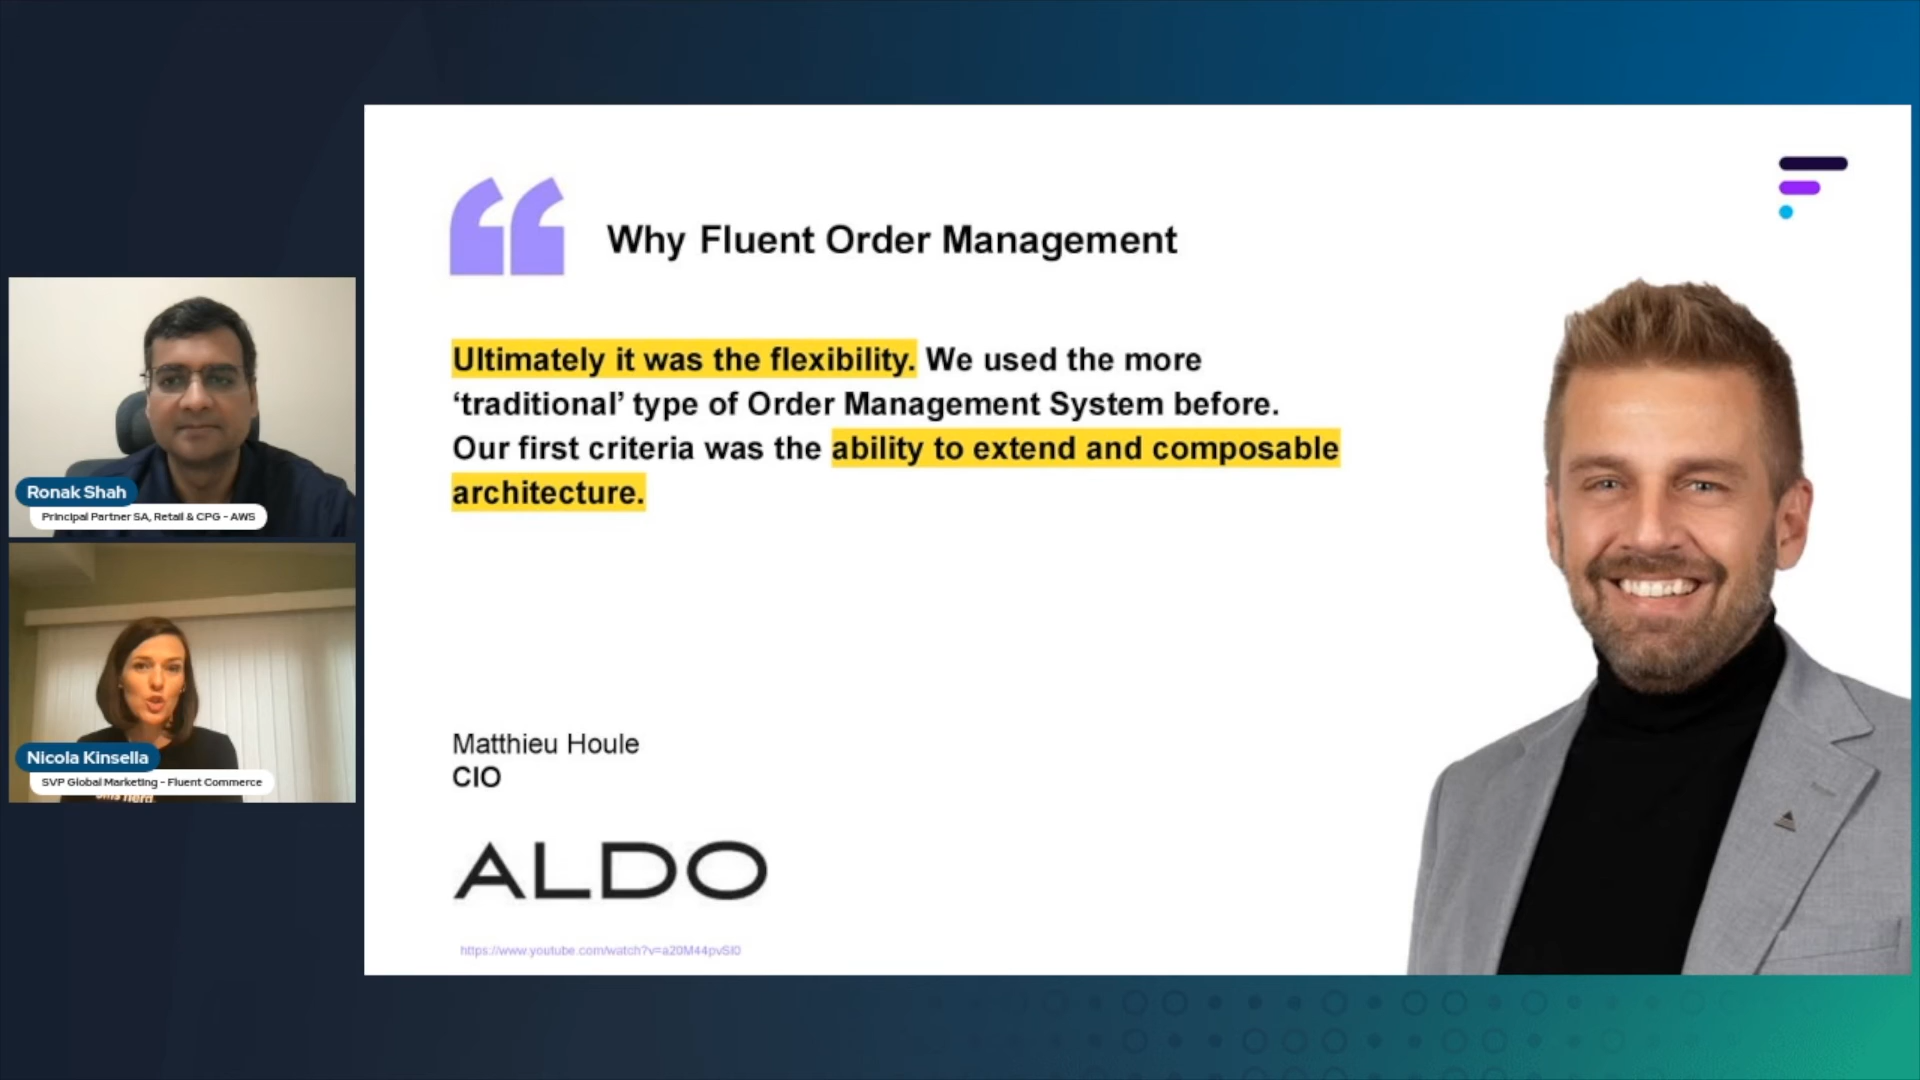 Why Fluent Order Management
Ultimately it was the flexibility. We used the more
‘traditional’ type of Order Management System before.
Our first criteria was the ability to extend and composable
architecture.
Matthieu Houle
CIO
ALDO
https://www.youtube.com/watch?v=a20M44pvSI0
Ronak Shah
Principal Partner SA, Retail & CPG - AWS
Nicola Kinsella
SVP Global Marketing - Fluent Commerce
oms nerd.